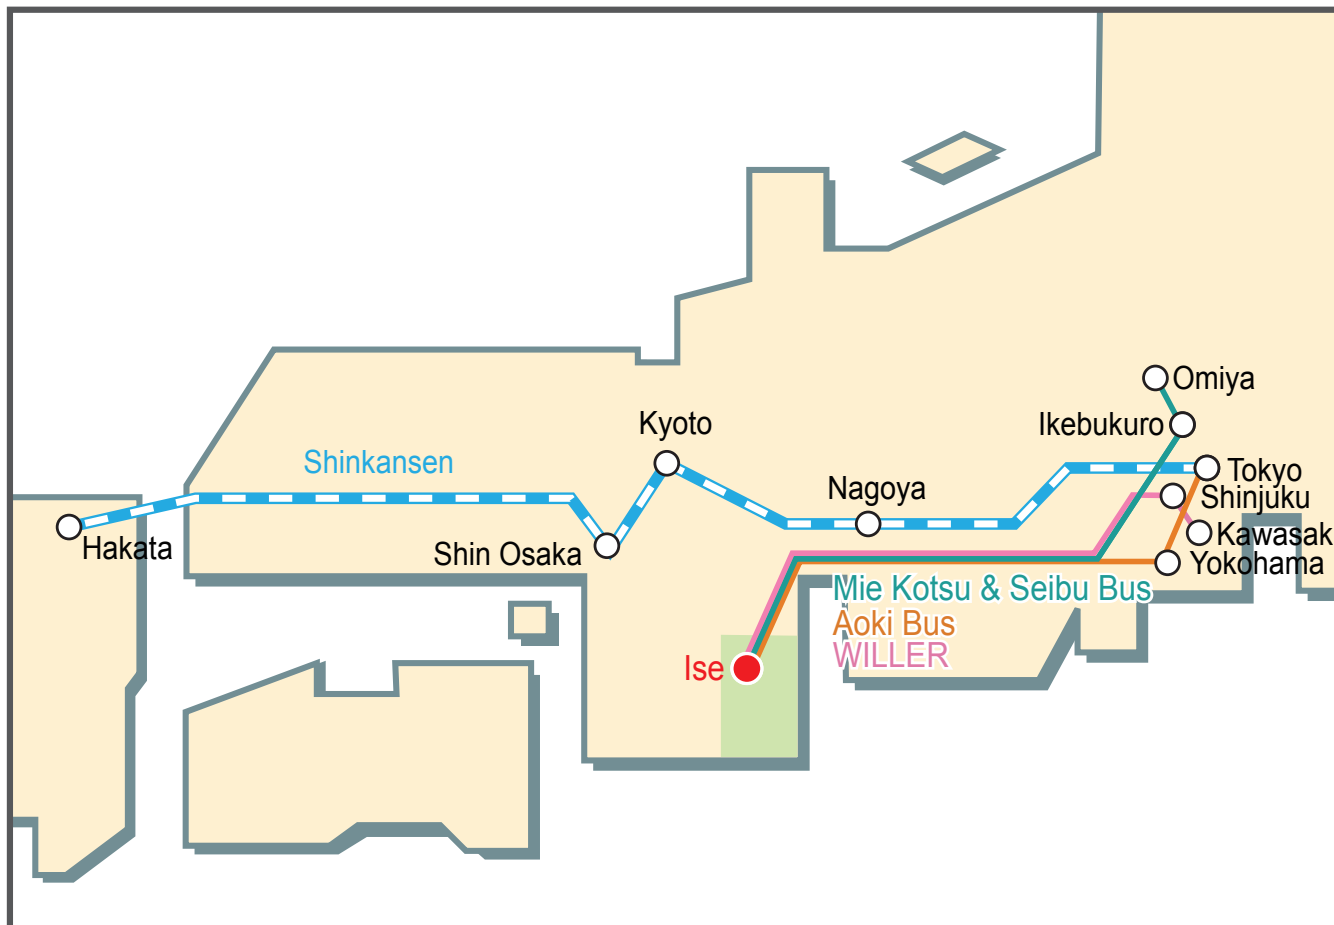 Omiya
Ikebukuro
Kyoto
Shinkansen
Tokyo
Nagoya
Shinjuku
Hakata
Shin Osaka
Kawasak
Yokohama
Mie Kotsu & Seibu Bus
Aoki Bus
WILLER
Ise